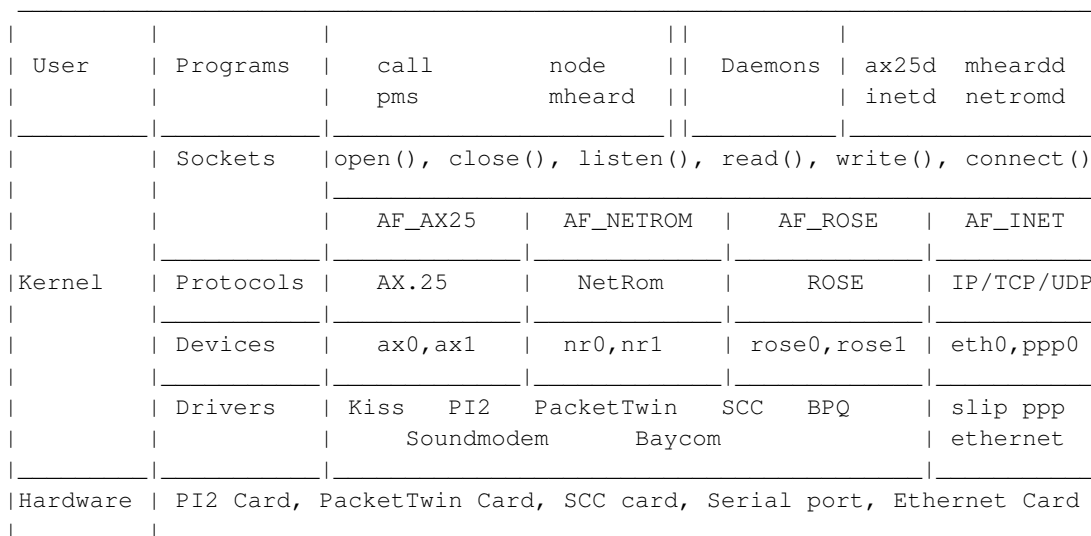 User Programs call node Daemons ax25d mheardd
pms mheard inetd netromd
Sockets open(), close(), listen(), read(), write(), connect()
AF_AX25 AF_NETROM AF_ROSE AF_INET
Kernel Protocols AX.25 NetRom ROSE IP/TCP/UDP
Devices ax0,ax1 nr0,nr1 rose0,rose1 eth0,ppp0
Drivers Kiss PI2 PacketTwin SCC BPQ slip ppp
Soundmodem Baycom ethernet
Hardware PI2 Card, PacketTwin Card, SCC card, Serial port, Ethernet Card